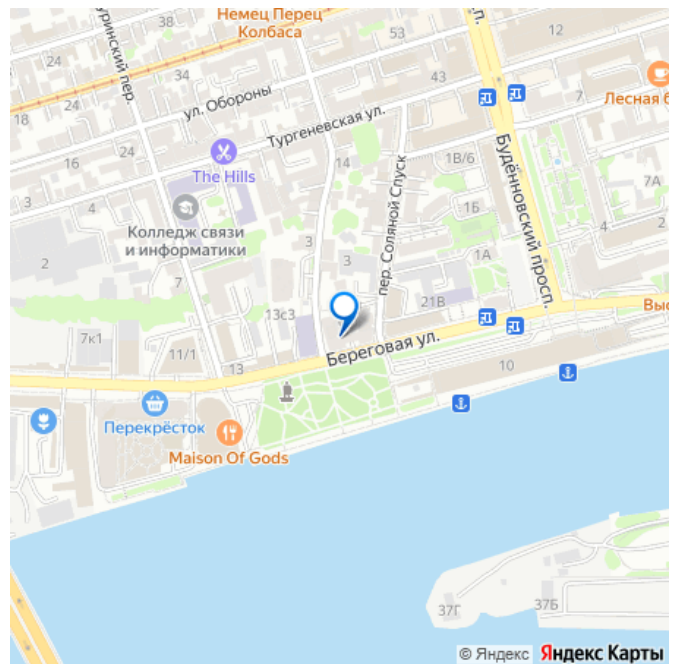 Немец Перец
Колбаса
уринский пер.
38
53
12
24
34
43
ул. Обороны
18
24
Тургеневская ул.
7
Лесная б
16
24
The Hills
14
1В/6
Будённовский просп.
7А
4
3
1Б
пер. Соляной Спуск
4
2
Колледж связи
и информатики
2
7
3
3
1А
21В
13с3
Выс
7к1
11/1
Береговая ул.
13
10
Перекрёсток
Maison Of Gods
37Г
37Б
© Яндекс Яндекс Карты